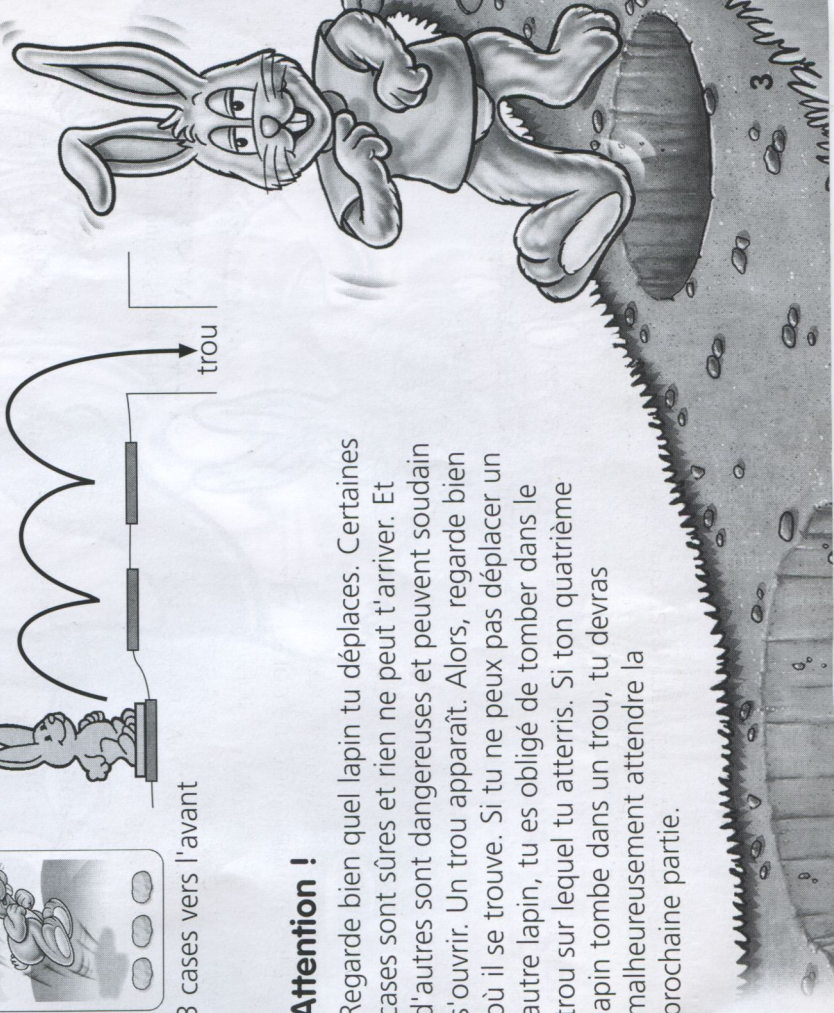 3 cases vers l'avant
trou
Attention !
Regarde bien quel lapin tu déplaces. Certaines
cases sont sûres et rien ne peut t'arriver. Et
d'autres sont dangereuses et peuvent soudain
s'ouvrir. Un trou apparaît. Alors, regarde bien
où il se trouve. Si tu ne peux pas déplacer un
autre lapin, tu es obligé de tomber dans le
trou sur lequel tu atterris. Si ton quatrième
lapin tombe dans un trou, tu devras
malheureusement attendre la
prochaine partie.
3